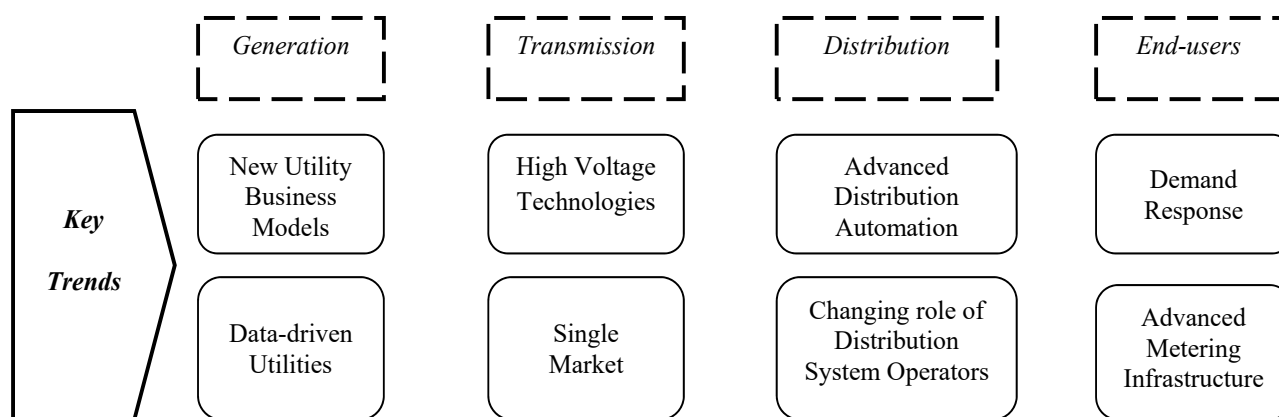 Generation
Transmission
Distribution
End-users
Key
Trends
New Utility
Business
Models
High Voltage
Technologies
Advanced
Distribution
Automation
Demand
Response
Data-driven
Utilities
Single
Market
Changing role of
Distribution
System Operators
Advanced
Metering
Infrastructure